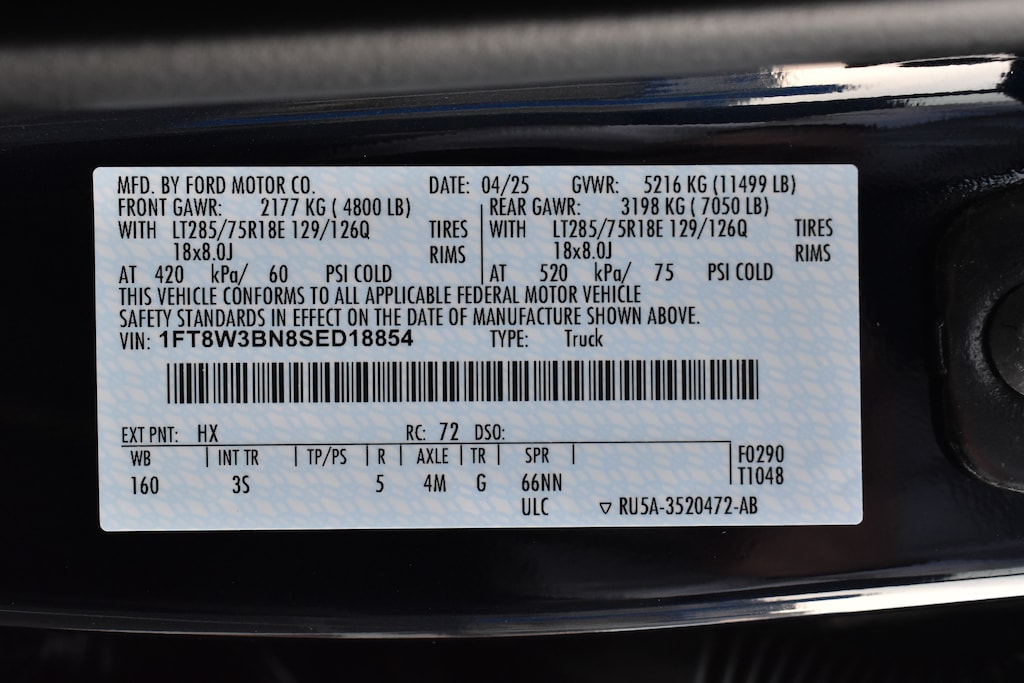 MFD. BY FORD MOTOR CO. DATE: 04/25 GVWR: 5216 KG (11499 LB)
FRONT GAWR: 2177 KG ( 4800 LB) REAR GAWR: 3198 KG ( 7050 LB)
WITH LT285/75R18E 129/126Q TIRES WITH LT285/75R18E 129/126Q TIRES
18x8.0J RIMS 18x8.0J RIMS
AT 420 kPa/ 60 PSI COLD AT 520 kPa/ 75 PSI COLD
THIS VEHICLE CONFORMS TO ALL APPLICABLE FEDERAL MOTOR VEHICLE
SAFETY STANDARDS IN EFFECT ON THE DATE OF MANUFACTURE SHOWN ABOVE.
VIN: 1FT8W3BN8SED18854 TYPE: Truck
EXT PNT: HX RC: 72 DSO:
WB | INT TR | TP/PS | R | AXLE | TR | SPR | F0290
160 3S 5 4M G 66NN T1048
ULC ▽ RU5A-3520472-AB